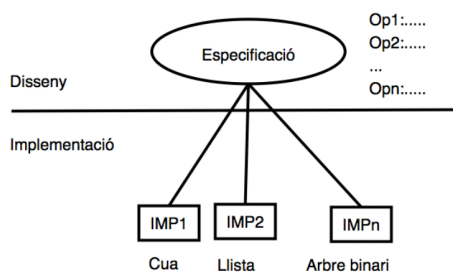 Op1:.....
Especificació
Op2:.....
...
Disseny
Opn:.....
Implementació
IMP1
IMP2
IMPn
Cua
Llista
Arbre binari